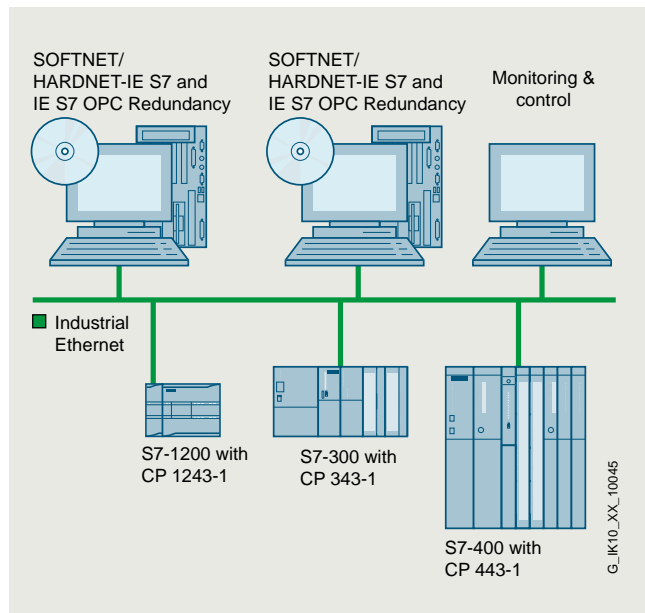 SOFTNET/
HARDNET-IE S7 and
IE S7 OPC Redundancy
SOFTNET/
HARDNET-IE S7 and
IE S7 OPC Redundancy
Monitoring &
control
Industrial
Ethernet
S7-1200 with
CP 1243-1
S7-300 with
CP 343-1
S7-400 with
CP 443-1
G_IK10_XX_10045